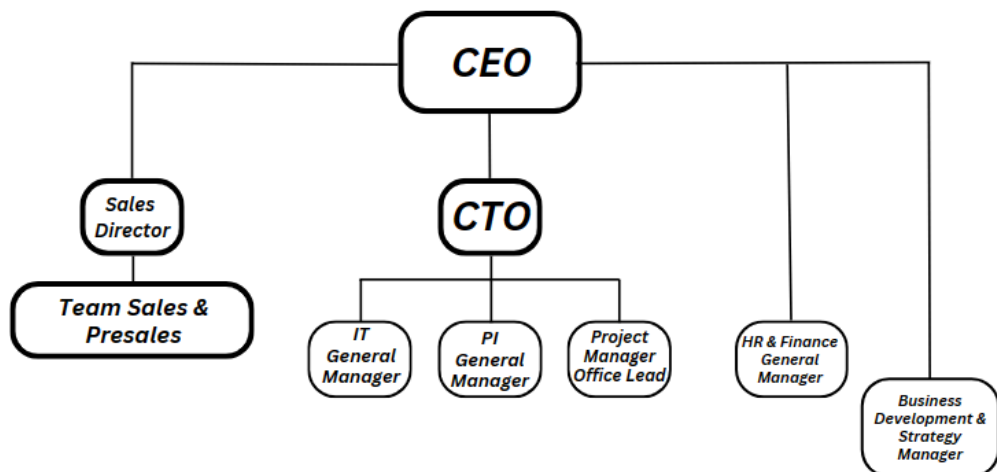 CEO
Sales
Director
CTO
Team Sales &
Presales
IT
General
Manager
PI
General
Manager
Project
Manager
Office Lead
HR & Finance
General
Manager
Business
Development &
Strategy
Manager